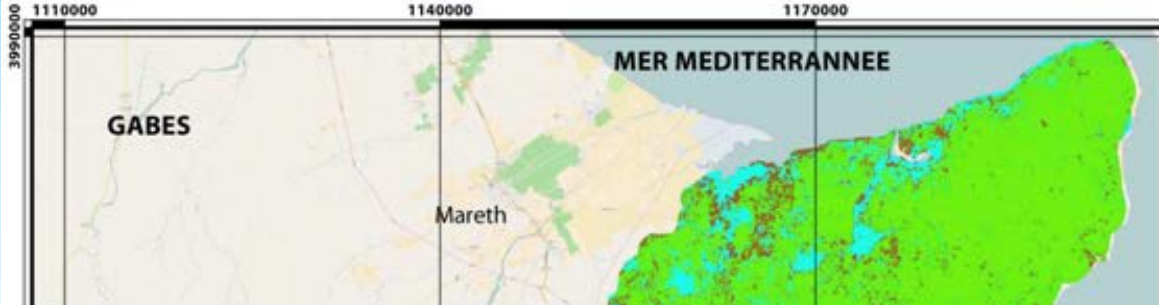 1110000 1140000 1170000
3990000
MER MEDITERRANNEE
GABES
Mareth